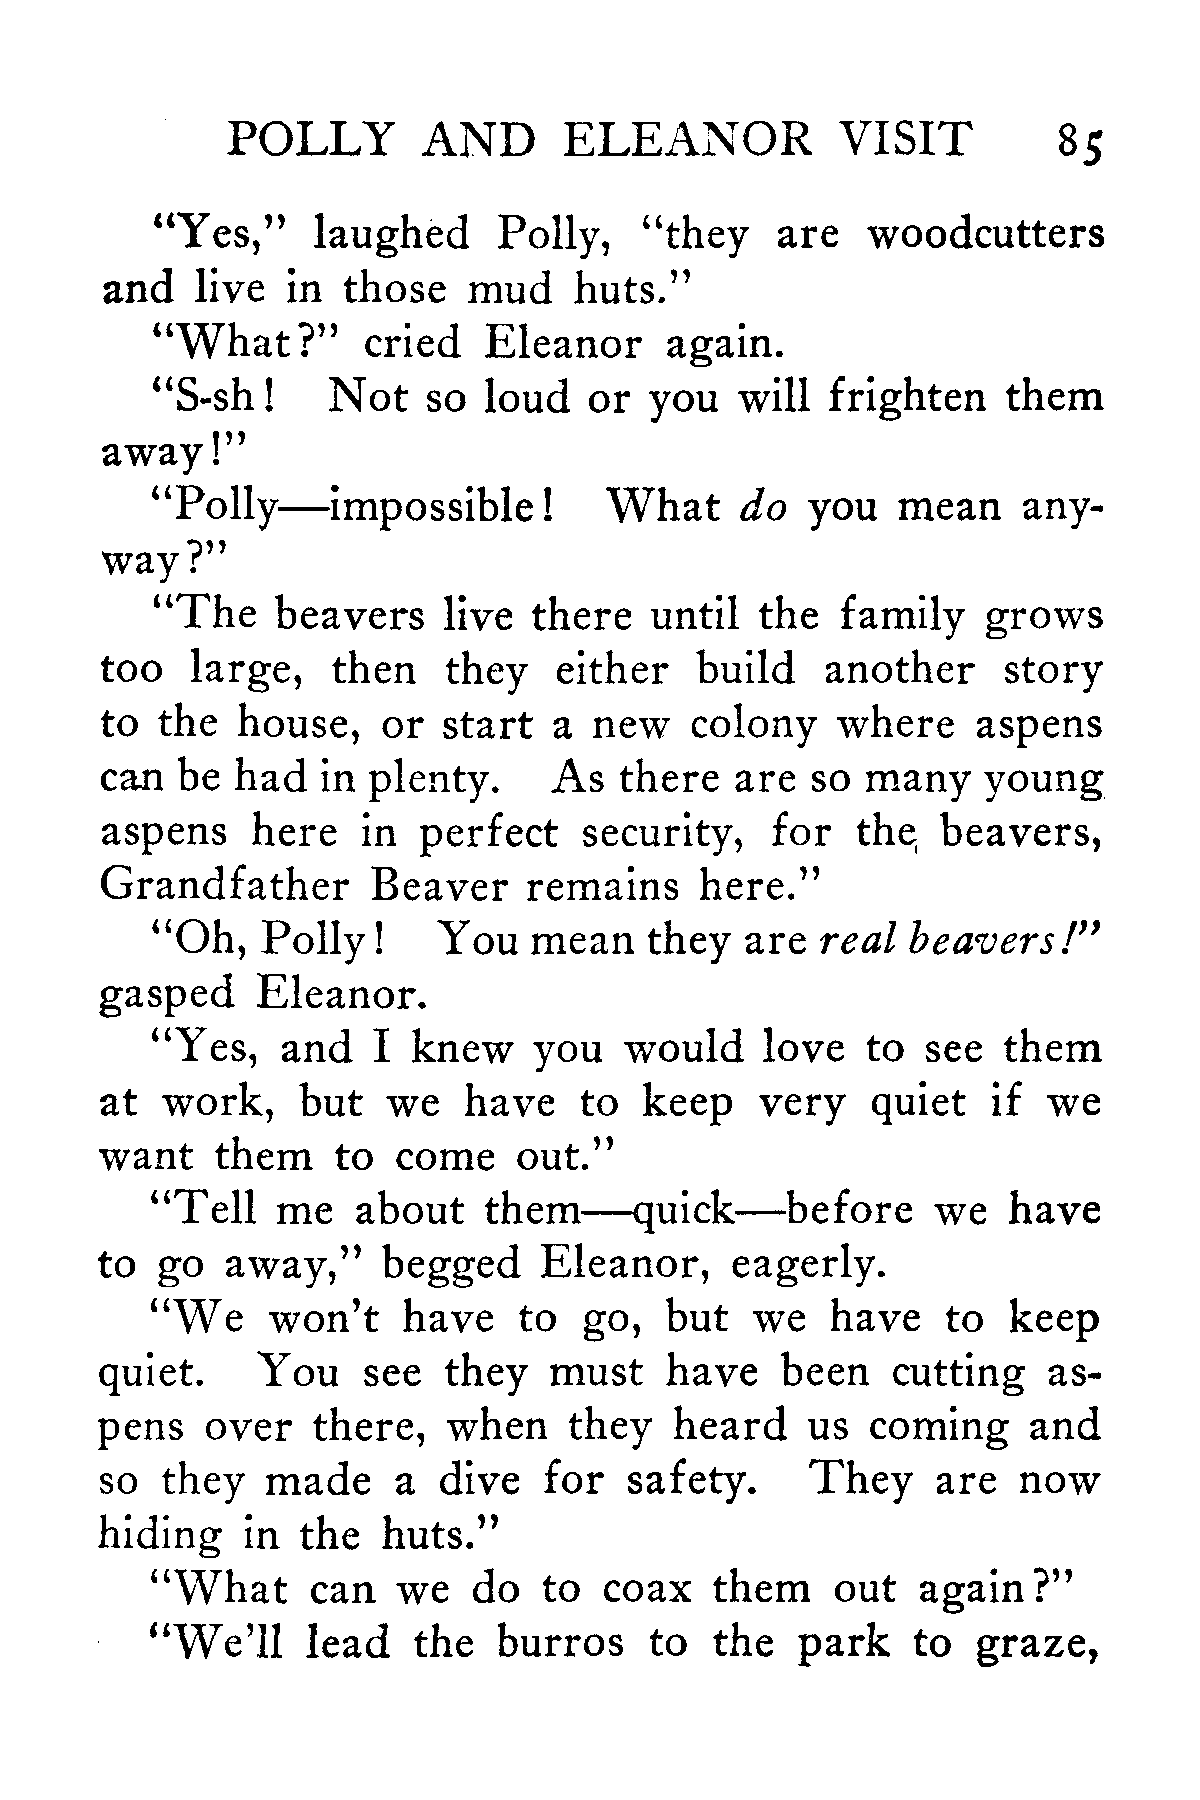 POLLY AND ELEANOR VISIT 85
“Yes,” laughed Polly, “they are woodcutters
and live in those mud huts.”
“What?” cried Eleanor again.
“S-sh! Not so loud or you will frighten them
away!”
“Polly—impossible! What do you mean any-
way?”
“The beavers live there until the family grows
too large, then they either build another story
to the house, or start a new colony where aspens
can be had in plenty. As there are so many young
aspens here in perfect security, for the beavers,
Grandfather Beaver remains here.”
“Oh, Polly! You mean they are real beavers!”
gasped Eleanor.
“Yes, and I knew you would love to see them
at work, but we have to keep very quiet if we
want them to come out.”
“Tell me about them—quick—before we have
to go away,” begged Eleanor, eagerly.
“We won’t have to go, but we have to keep
quiet. You see they must have been cutting as-
pens over there, when they heard us coming and
so they made a dive for safety. They are now
hiding in the huts.”
“What can we do to coax them out again?”
“We’ll lead the burros to the park to graze,